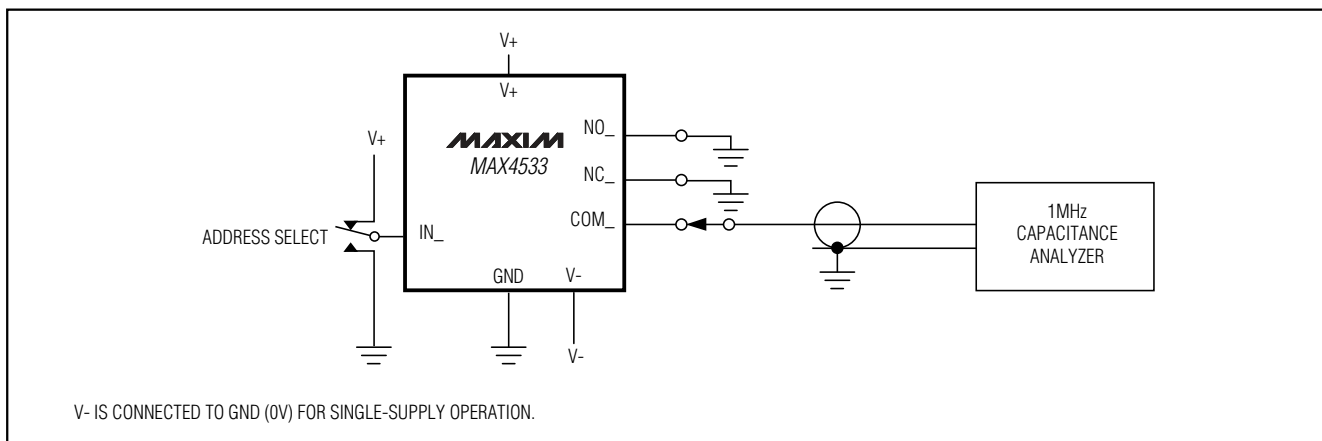 V+
V+
MAXIM
MAX4533
V+
NO_
NC_
COM_
ADDRESS SELECT
IN_
GND
V-
V-
1MHz
CAPACITANCE
ANALYZER
V- IS CONNECTED TO GND (0V) FOR SINGLE-SUPPLY OPERATION.